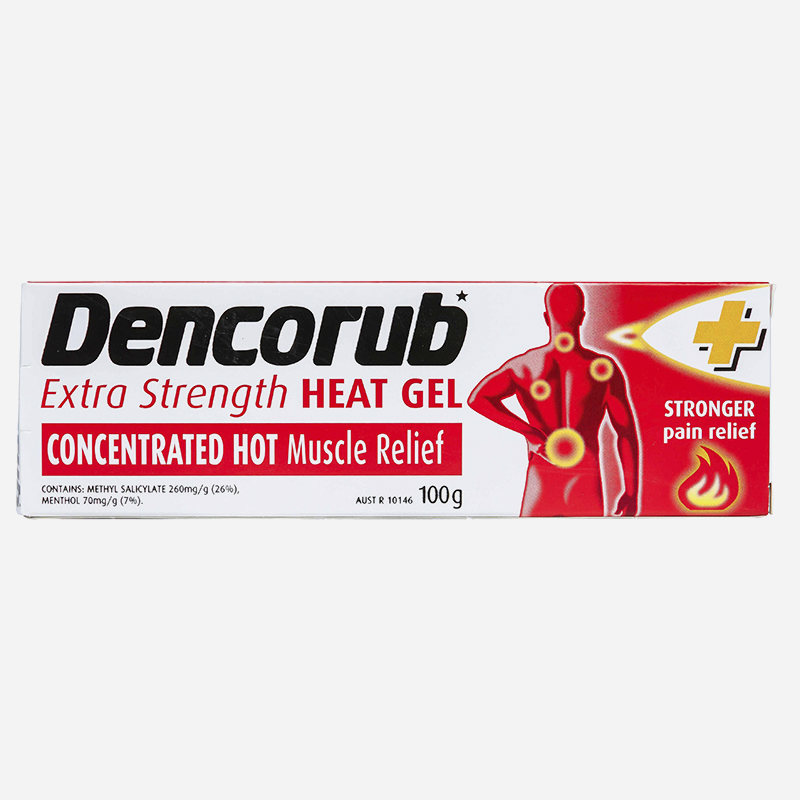 Dencorub*
Extra Strength HEAT GEL
CONCENTRATED HOT Muscle Relief
CONTAINS: METHYL SALICYLATE 260mg/g (26%),
MENTHOL 70mg/g (7%).
AUST R 10146 100g
STRONGER
pain relief